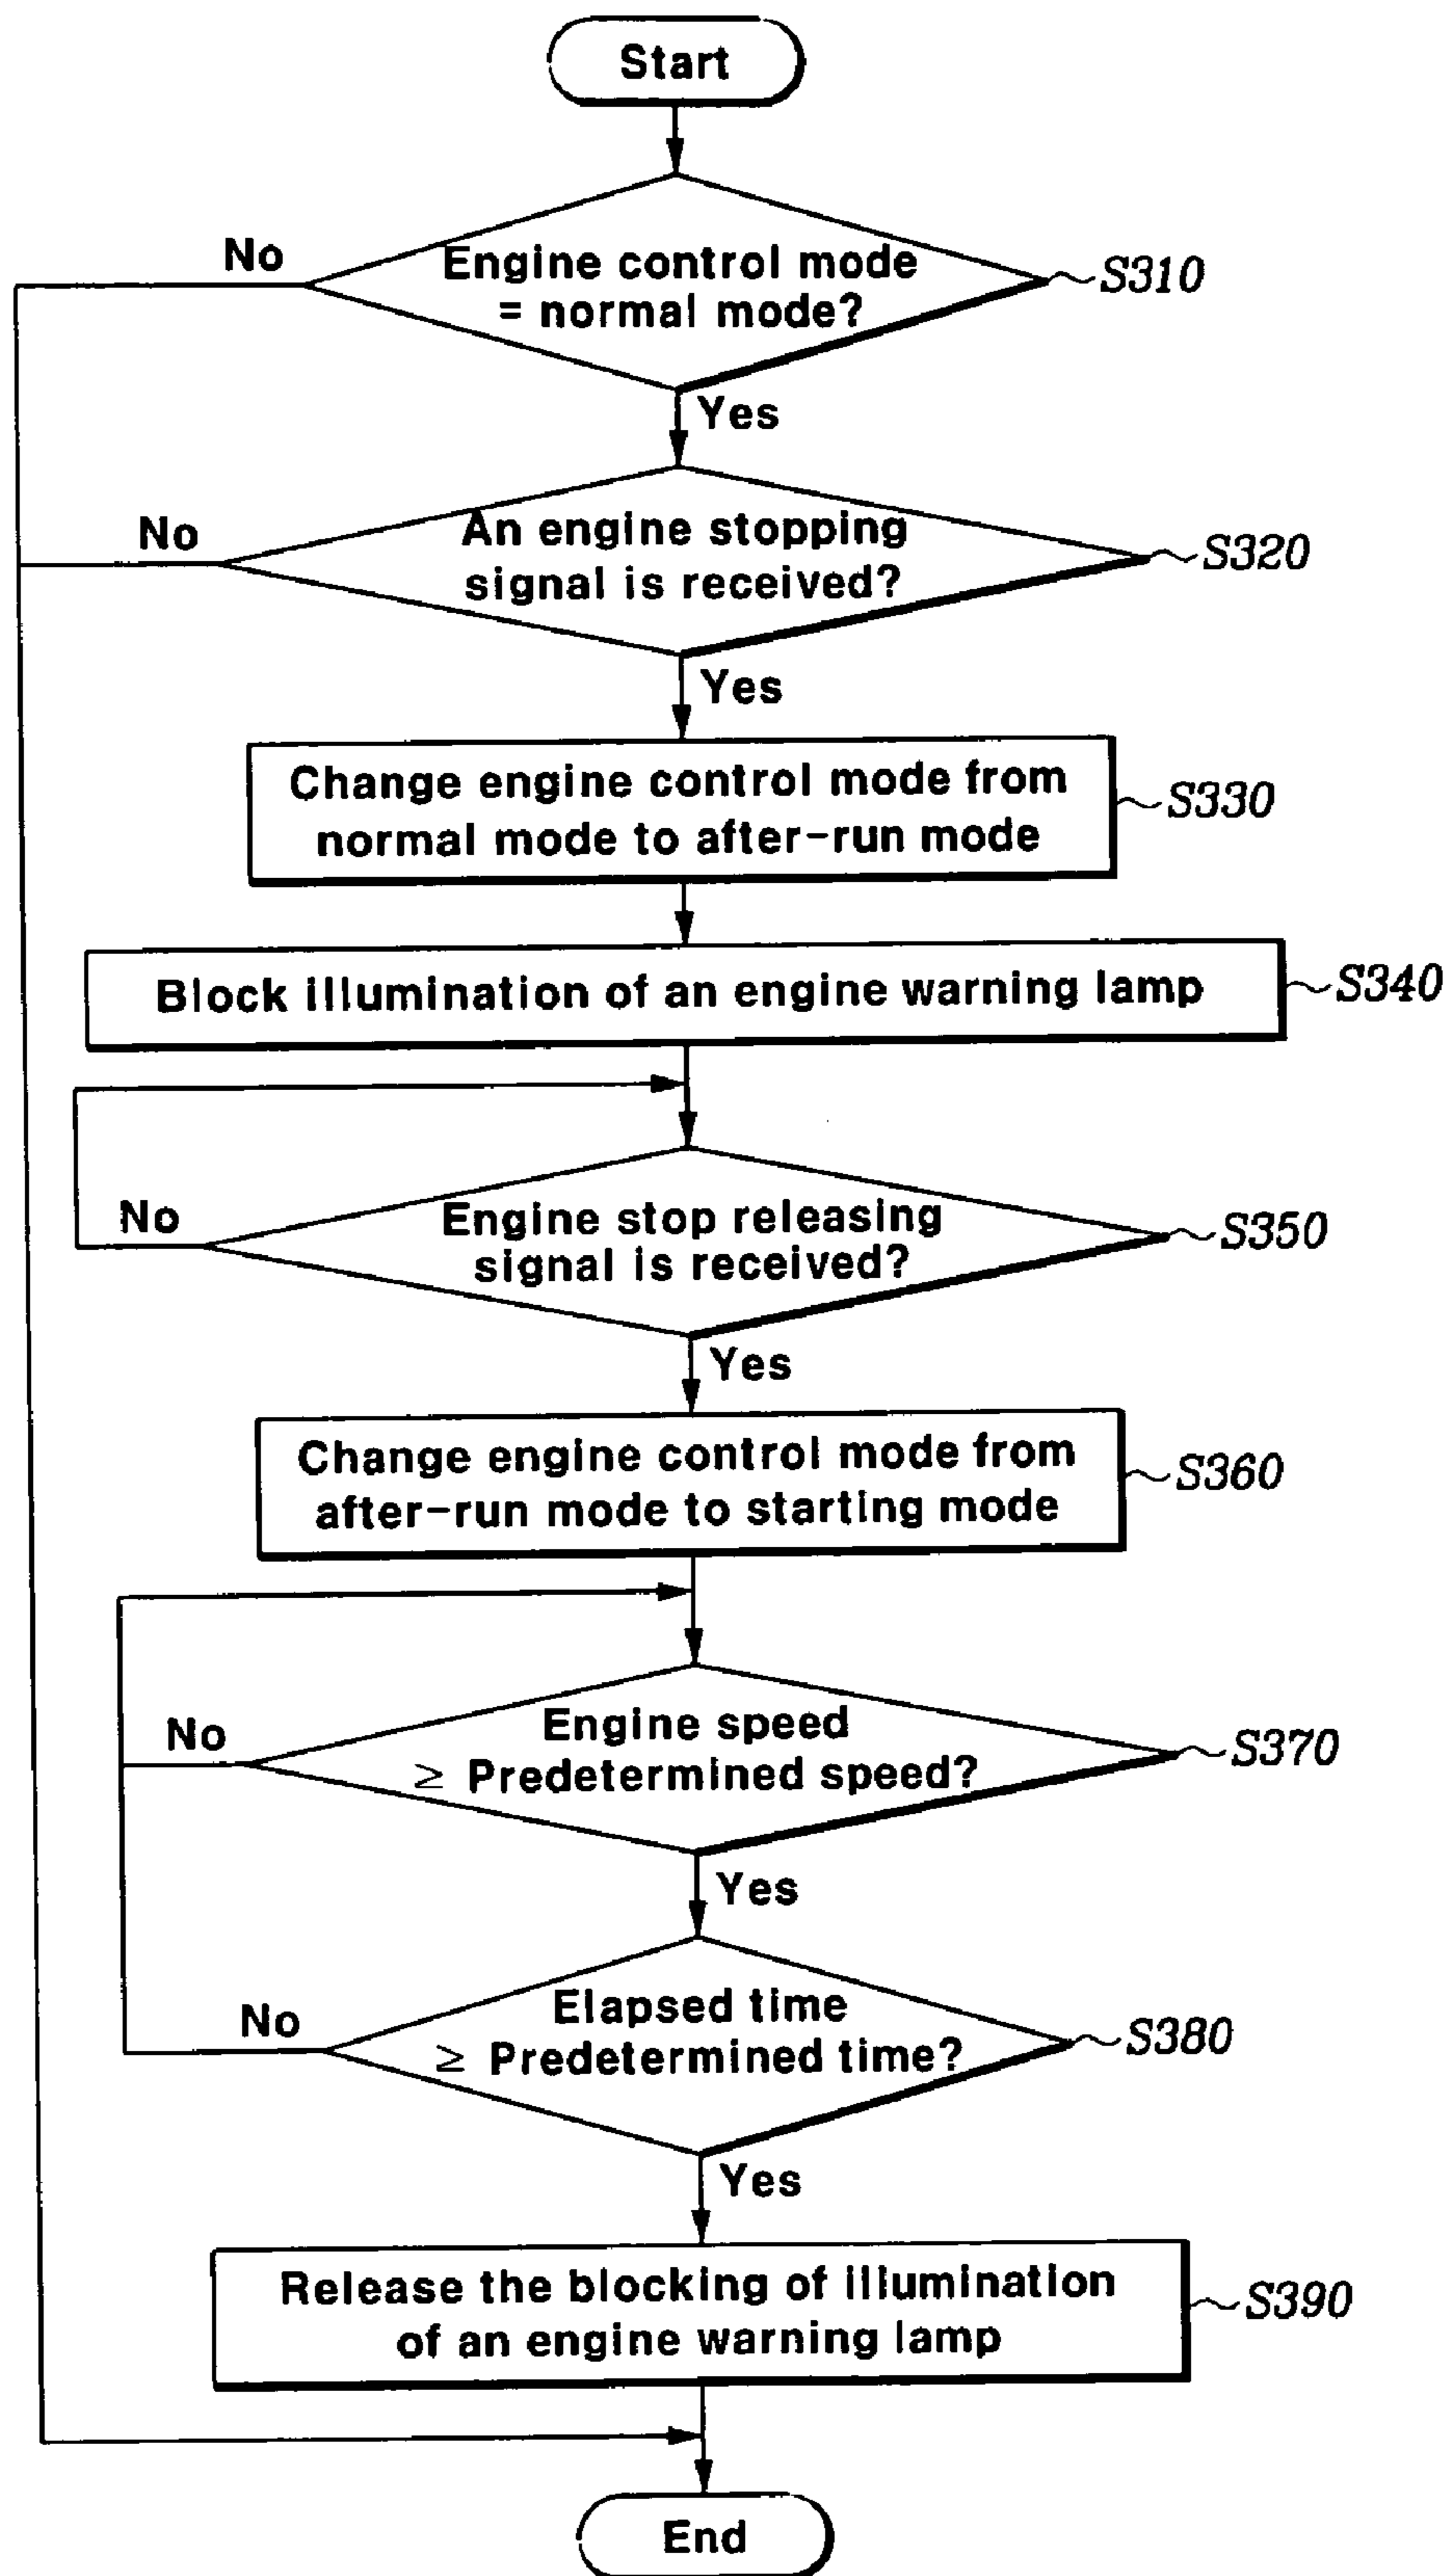 Start
No
Engine control mode
= normal mode?
S310
Yes
No
An engine stopping
signal is received?
S320
Yes
Change engine control mode from
normal mode to after-run mode
S330
Block illumination of an engine warning lamp
S340
No
Engine stop releasing
signal is received?
S350
Yes
Change engine control mode from
after-run mode to starting mode
S360
No
Engine speed
≥ Predetermined speed?
S370
Yes
No
Elapsed time
≥ Predetermined time?
S380
Yes
Release the blocking of illumination
of an engine warning lamp
S390
End